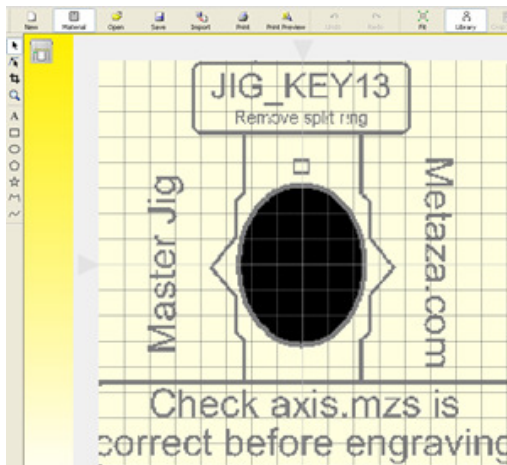 New Material Open Save Import Print Print Preview Undo Redo Fit Library
A
JIG_KEY13
Remove split ring
Master Jig
Metaza.com
Check axis.mzs is
correct before engraving